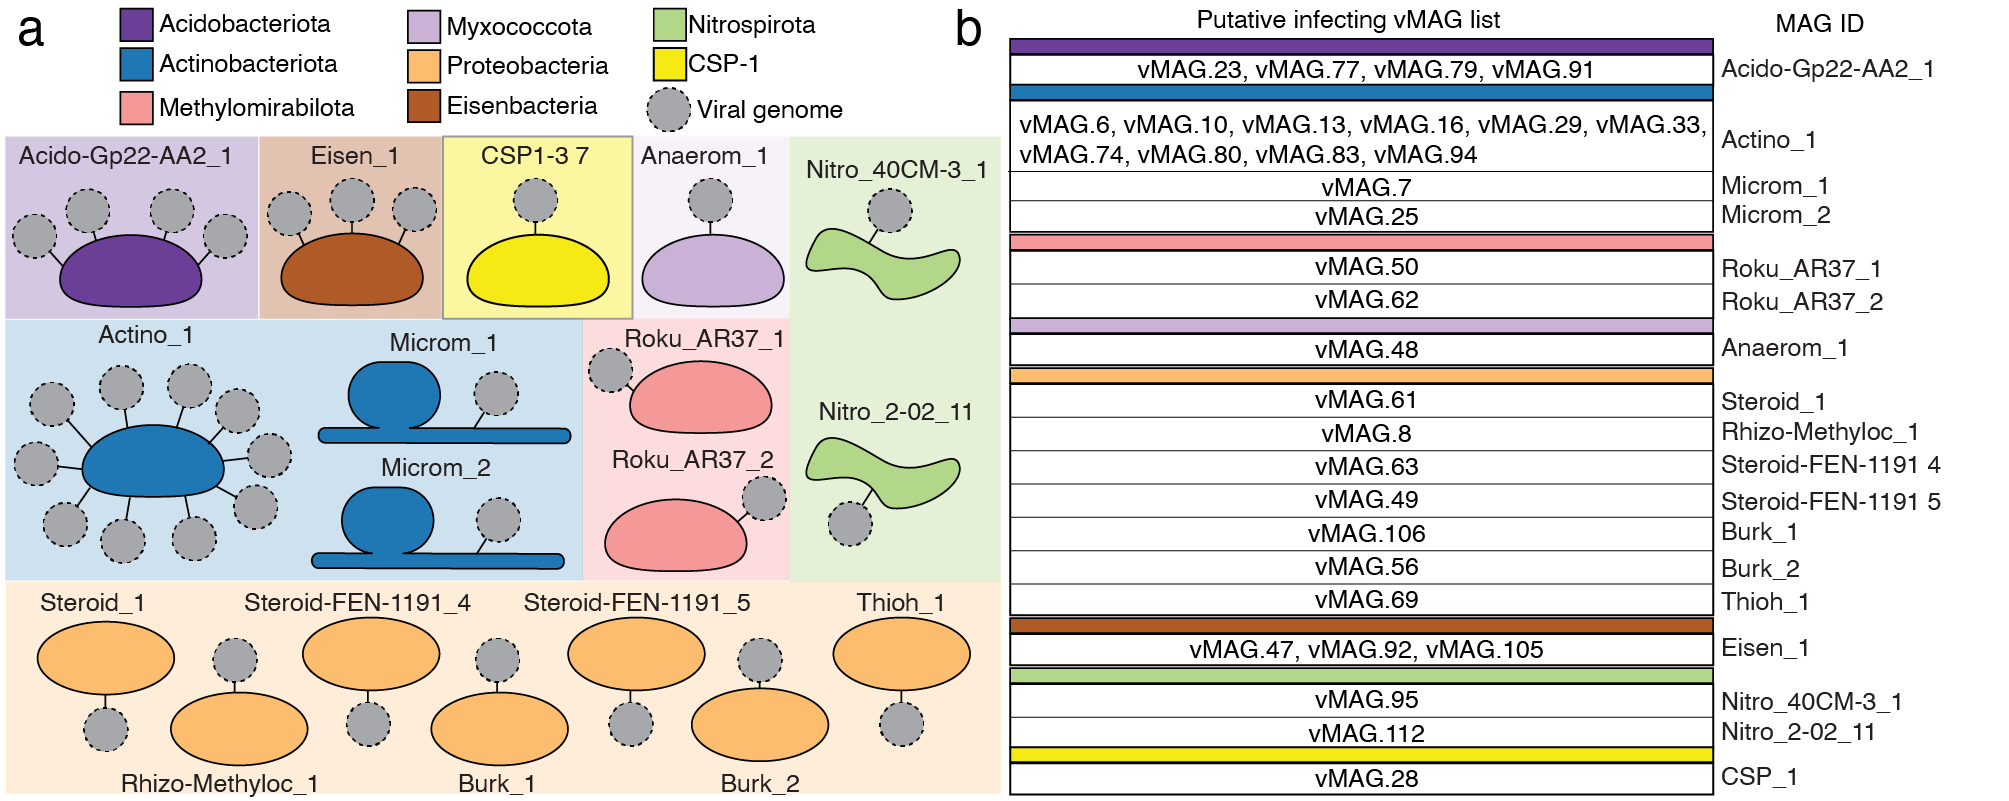 a
Acidobacteriota
Actinobacteriota
Methylomirabilota
Myxococcota
Proteobacteria
Eisenbacteria
Nitrospirota
CSP-1
Viral genome
Acido-Gp22-AA2_1
Eisen_1
CSP1-3 7
Anaerom_1
Nitro_40CM-3_1
Actino_1
Microm_1
Microm_2
Roku_AR37_1
Roku_AR37_2
Nitro_2-02_11
Steroid_1
Steroid-FEN-1191_4
Steroid-FEN-1191_5
Thioh_1
Rhizo-Methyloc_1
Burk_1
Burk_2
b
Putative infecting vMAG list
MAG ID
vMAG.23, vMAG.77, vMAG.79, vMAG.91
Acido-Gp22-AA2_1
vMAG.6, vMAG.10, vMAG.13, vMAG.16, vMAG.29, vMAG.33,
vMAG.74, vMAG.80, vMAG.83, vMAG.94
Actino_1
vMAG.7
Microm_1
vMAG.25
Microm_2
vMAG.50
Roku_AR37_1
vMAG.62
Roku_AR37_2
vMAG.48
Anaerom_1
vMAG.61
Steroid_1
vMAG.8
Rhizo-Methyloc_1
vMAG.63
Steroid-FEN-1191 4
vMAG.49
Steroid-FEN-1191 5
vMAG.106
Burk_1
vMAG.56
Burk_2
vMAG.69
Thioh_1
vMAG.47, vMAG.92, vMAG.105
Eisen_1
vMAG.95
Nitro_40CM-3_1
vMAG.112
Nitro_2-02_11
vMAG.28
CSP_1